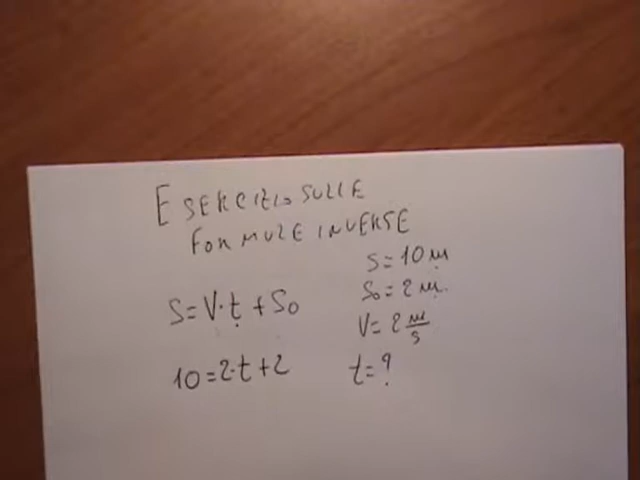 ESERCIZIO SULLE
FORMULE INVERSE
S=V·t+S₀
10=2·t+2
S=10 m
S₀=2 m
V=2 m/s
t=?